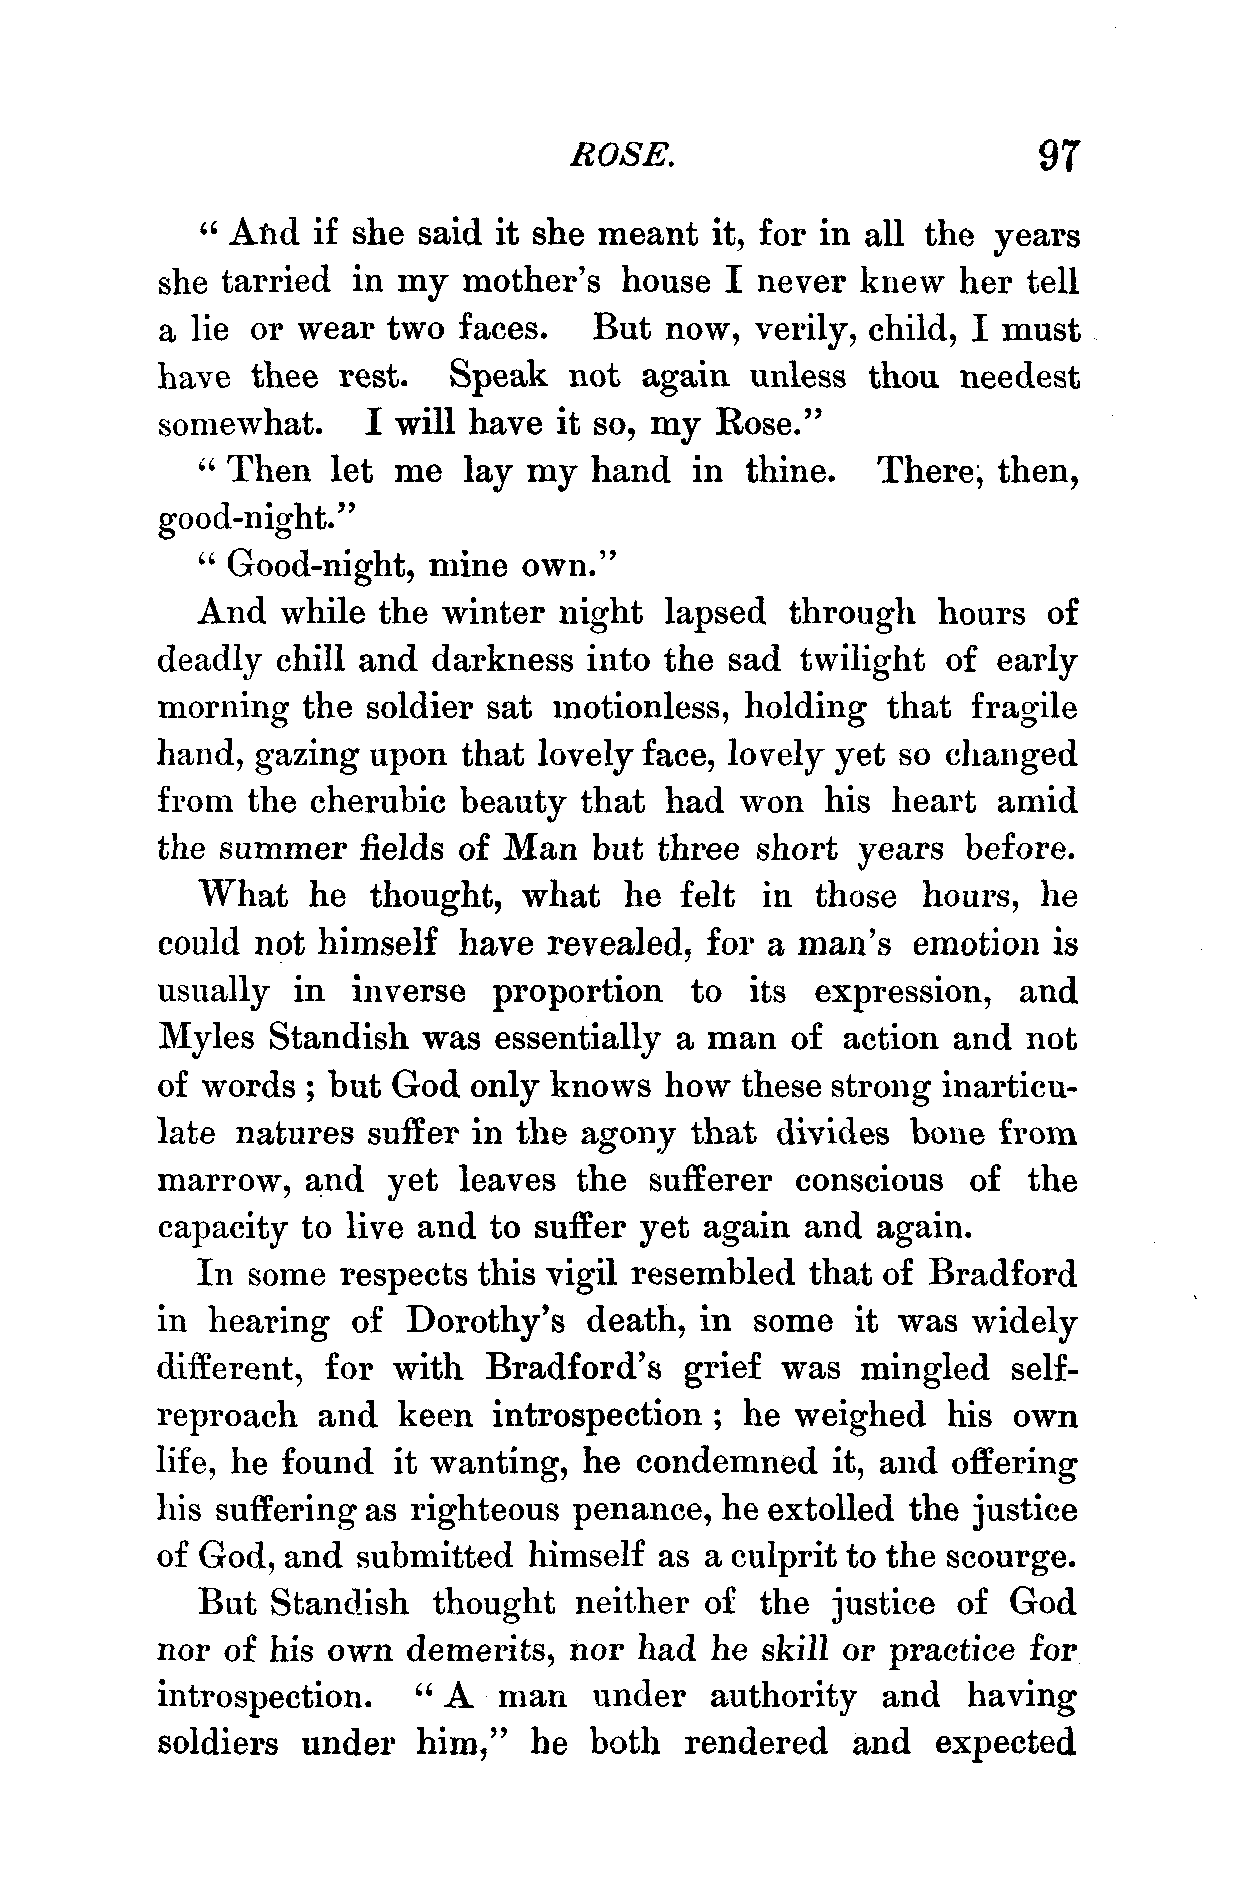 ROSE. 97
“ And if she said it she meant it, for in all the years
she tarried in my mother’s house I never knew her tell
a lie or wear two faces. But now, verily, child, I must
have thee rest. Speak not again unless thou needest
somewhat. I will have it so, my Rose.”
“ Then let me lay my hand in thine. There, then,
good-night.”
“ Good-night, mine own.”
And while the winter night lapsed through hours of
deadly chill and darkness into the sad twilight of early
morning the soldier sat motionless, holding that fragile
hand, gazing upon that lovely face, lovely yet so changed
from the cherubic beauty that had won his heart amid
the summer fields of Man but three short years before.
What he thought, what he felt in those hours, he
could not himself have revealed, for a man’s emotion is
usually in inverse proportion to its expression, and
Myles Standish was essentially a man of action and not
of words ; but God only knows how these strong inarticu-
late natures suffer in the agony that divides bone from
marrow, and yet leaves the sufferer conscious of the
capacity to live and to suffer yet again and again.
In some respects this vigil resembled that of Bradford
in hearing of Dorothy’s death, in some it was widely
different, for with Bradford’s grief was mingled self-
reproach and keen introspection ; he weighed his own
life, he found it wanting, he condemned it, and offering
his suffering as righteous penance, he extolled the justice
of God, and submitted himself as a culprit to the scourge.
But Standish thought neither of the justice of God
nor of his own demerits, nor had he skill or practice for
introspection. “ A man under authority and having
soldiers under him,” he both rendered and expected